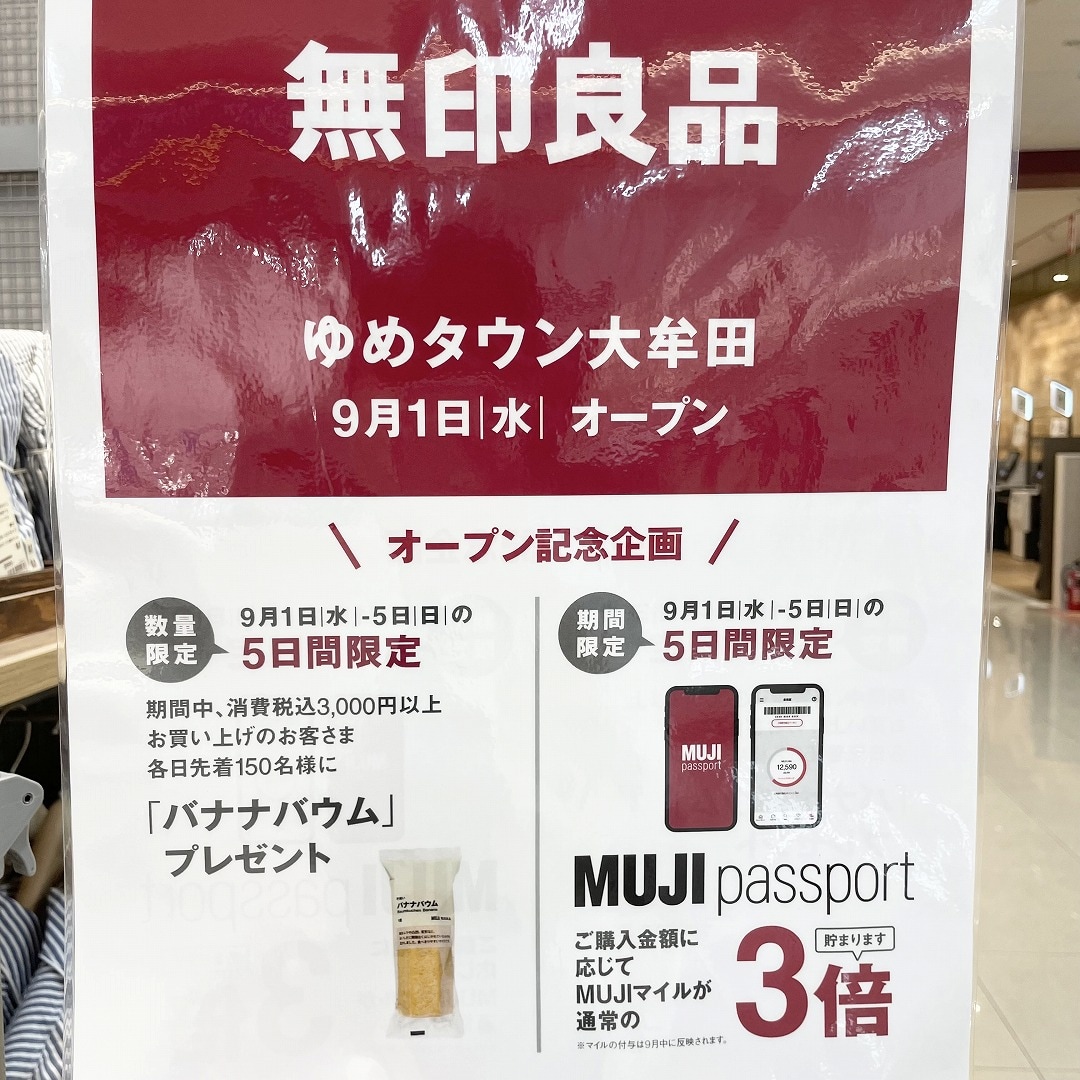 無印良品
ゆめタウン大牟田
9月1日|水| オープン
オープン記念企画
数量
限定
9月1日|水|-5日|日|の
5日間限定
期間中、消費税込3,000円以上
お買い上げのお客さま
各日先着150名様に
「バナナバウム」
プレゼント
バナナバウム
期間
限定
9月1日|水|-5日|日|の
5日間限定
MUJI
passport
12,590
MUJI passport
ご購入金額に
応じて
MUJIマイルが
通常の
貯まります
3倍
※マイルの付与は9月中に反映されます。